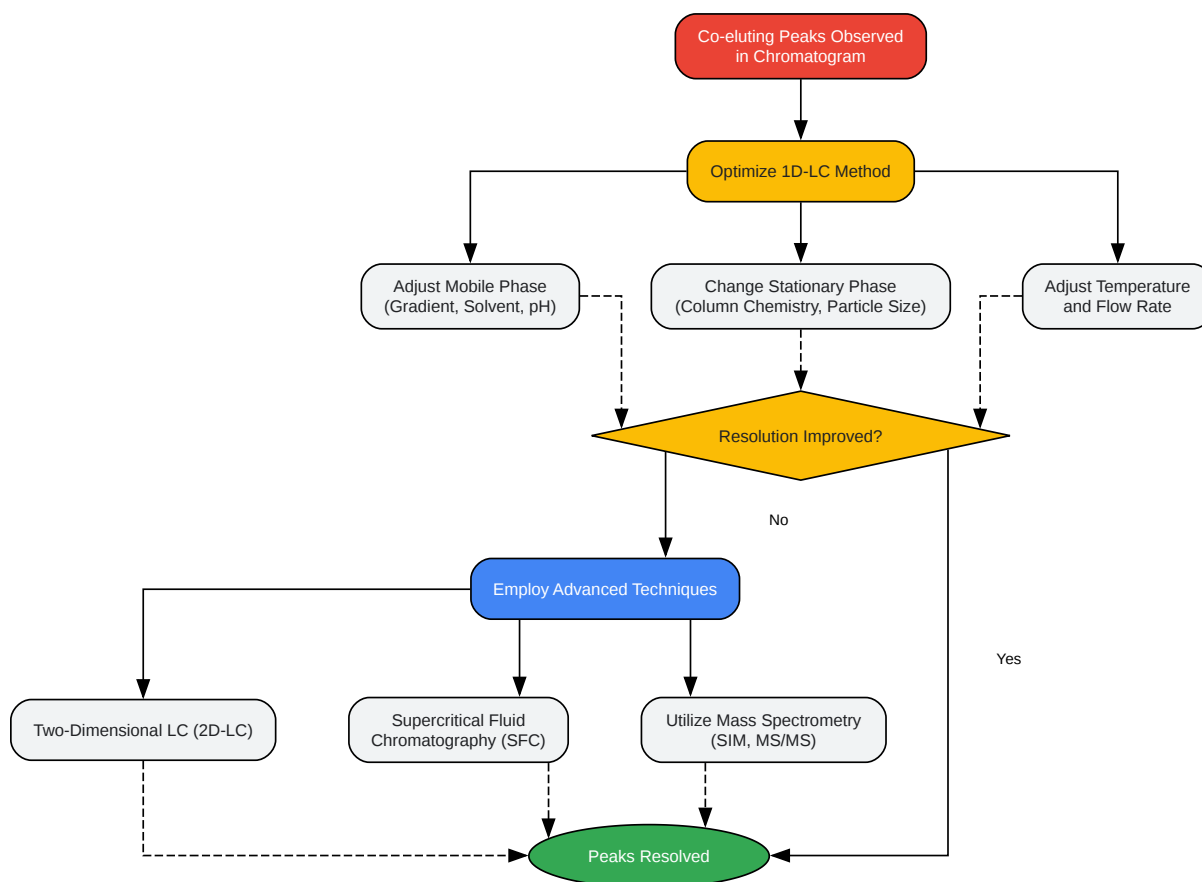 Co-eluting Peaks Observed
in Chromatogram
Optimize 1D-LC Method
Adjust Mobile Phase
(Gradient, Solvent, pH)
Change Stationary Phase
(Column Chemistry, Particle Size)
Adjust Temperature
and Flow Rate
Resolution Improved?
No
Employ Advanced Techniques
Yes
Two-Dimensional LC (2D-LC)
Supercritical Fluid
Chromatography (SFC)
Utilize Mass Spectrometry
(SIM, MS/MS)
Peaks Resolved